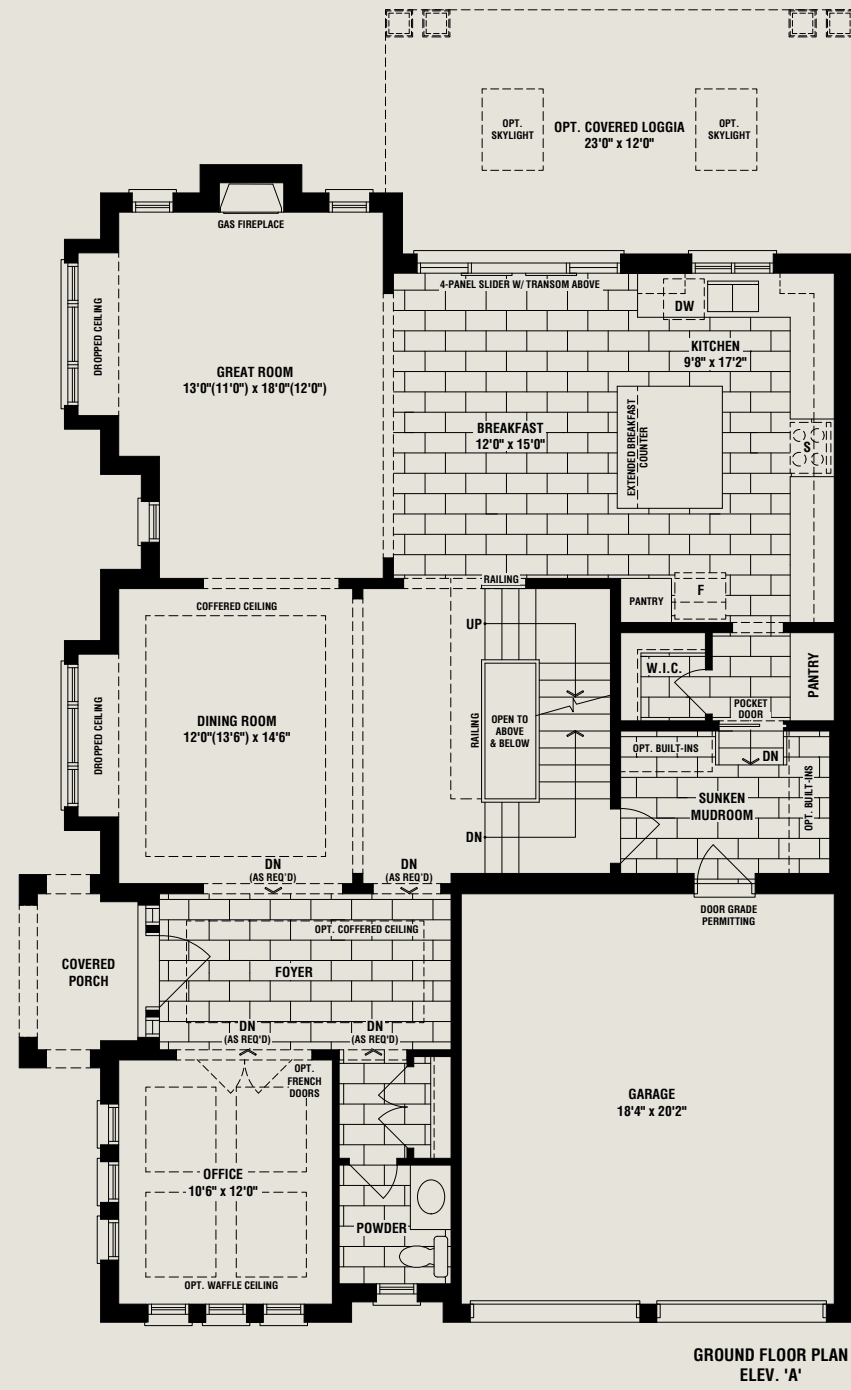 OPT.
SKYLIGHT
OPT. COVERED LOGGIA
23'0" x 12'0"
OPT.
SKYLIGHT
GAS FIREPLACE
4-PANEL SLIDER W/ TRANSOM ABOVE
DROPPED CEILING
GREAT ROOM
13'0"(11'0") x 18'0"(12'0")
DW
KITCHEN
9'8" x 17'2"
BREAKFAST
12'0" x 15'0"
EXTENDED BREAKFAST
COUNTER
S
RAILING
PANTRY
F
COFFERED CEILING
UP
W.I.C.
PANTRY
POCKET
DOOR
DROPPED CEILING
DINING ROOM
12'0"(13'6") x 14'6"
RAILING
OPEN TO
ABOVE
& BELOW
OPT. BUILT-INS
DN
SUNKEN
MUDROOM
OPT. BUILT-INS
DN
DN
(AS REQ'D)
DN
(AS REQ'D)
DOOR GRADE
PERMITTING
OPT. COFFERED CEILING
COVERED
PORCH
FOYER
DN
(AS REQ'D)
DN
(AS REQ'D)
OPT.
FRENCH
DOORS
GARAGE
18'4" x 20'2"
OFFICE
10'6" x 12'0"
POWDER
OPT. WAFFLE CEILING
GROUND FLOOR PLAN
ELEV. 'A'